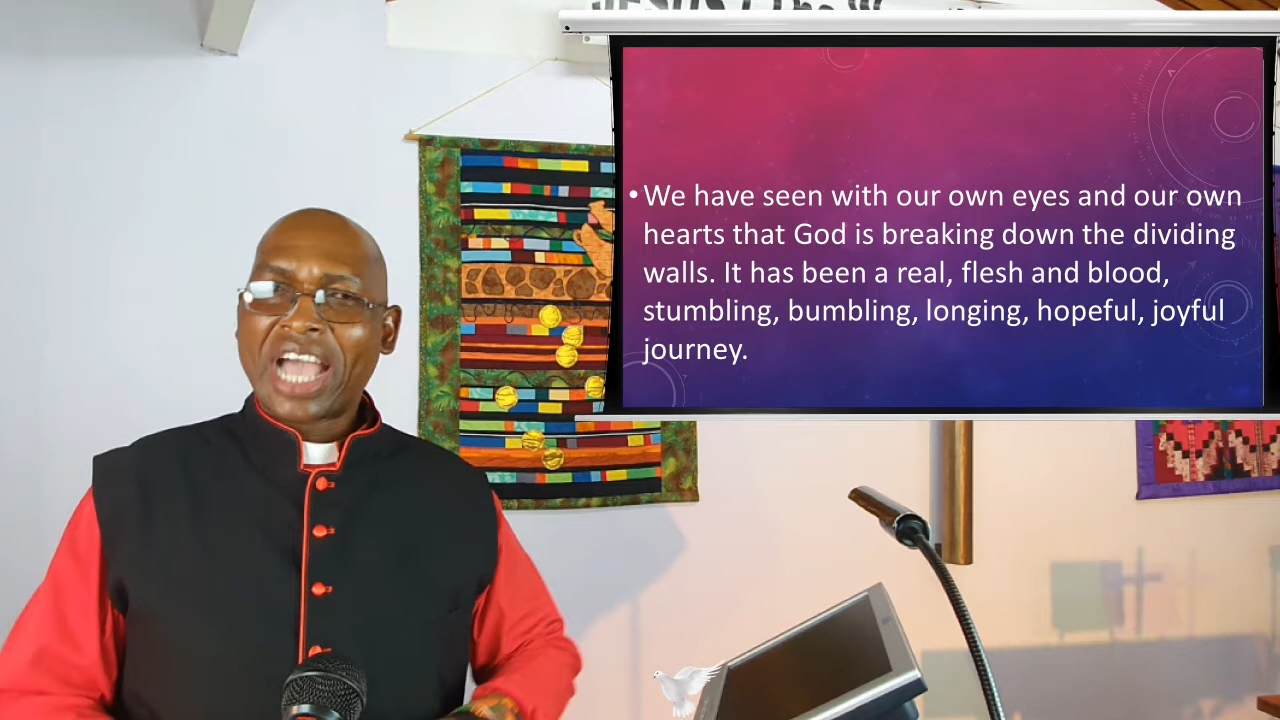 • We have seen with our own eyes and our own
hearts that God is breaking down the dividing
walls. It has been a real, flesh and blood,
stumbling, bumbling, longing, hopeful, joyful
journey.